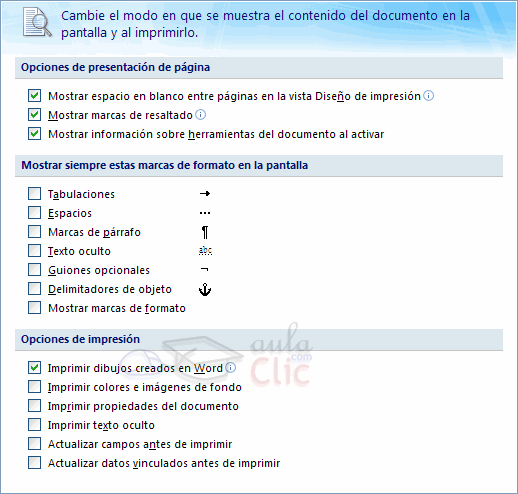 Cambie el modo en que se muestra el contenido del documento en la
pantalla y al imprimirlo.
Opciones de presentación de página
Mostrar espacio en blanco entre páginas en la vista Diseño de impresión
Mostrar marcas de resaltado
Mostrar información sobre herramientas del documento al activar
Mostrar siempre estas marcas de formato en la pantalla
Tabulaciones →
Espacios ···
Marcas de párrafo ¶
Texto oculto abc
Guiones opcionales ¬
Delimitadores de objeto
Mostrar marcas de formato
Opciones de impresión
Imprimir dibujos creados en Word
Imprimir colores e imágenes de fondo
Imprimir propiedades del documento
Imprimir texto oculto
Actualizar campos antes de imprimir
Actualizar datos vinculados antes de imprimir
aula
.com
Clic